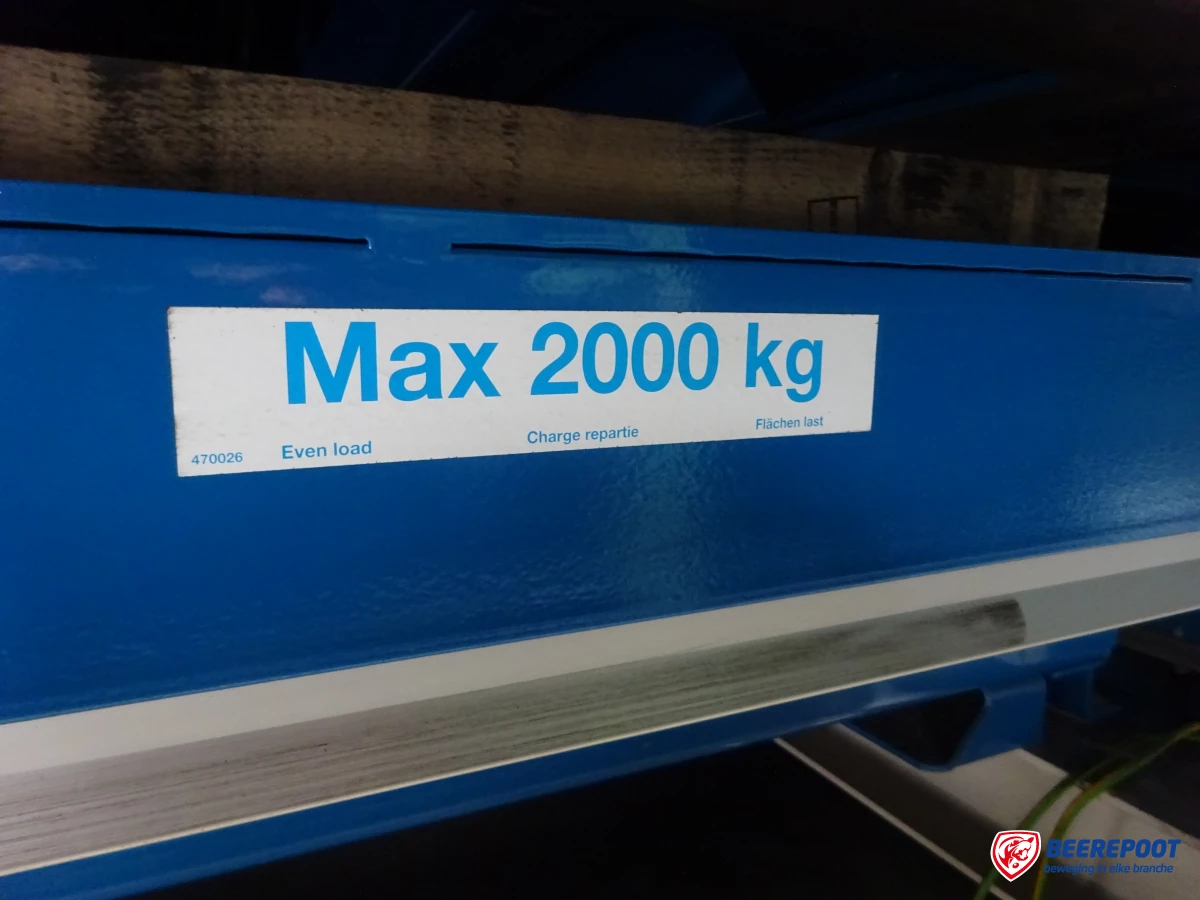 Max 2000 kg
470026 Even load Charge repartie Flächen last
BEEREPOOT
beweging in elke branche